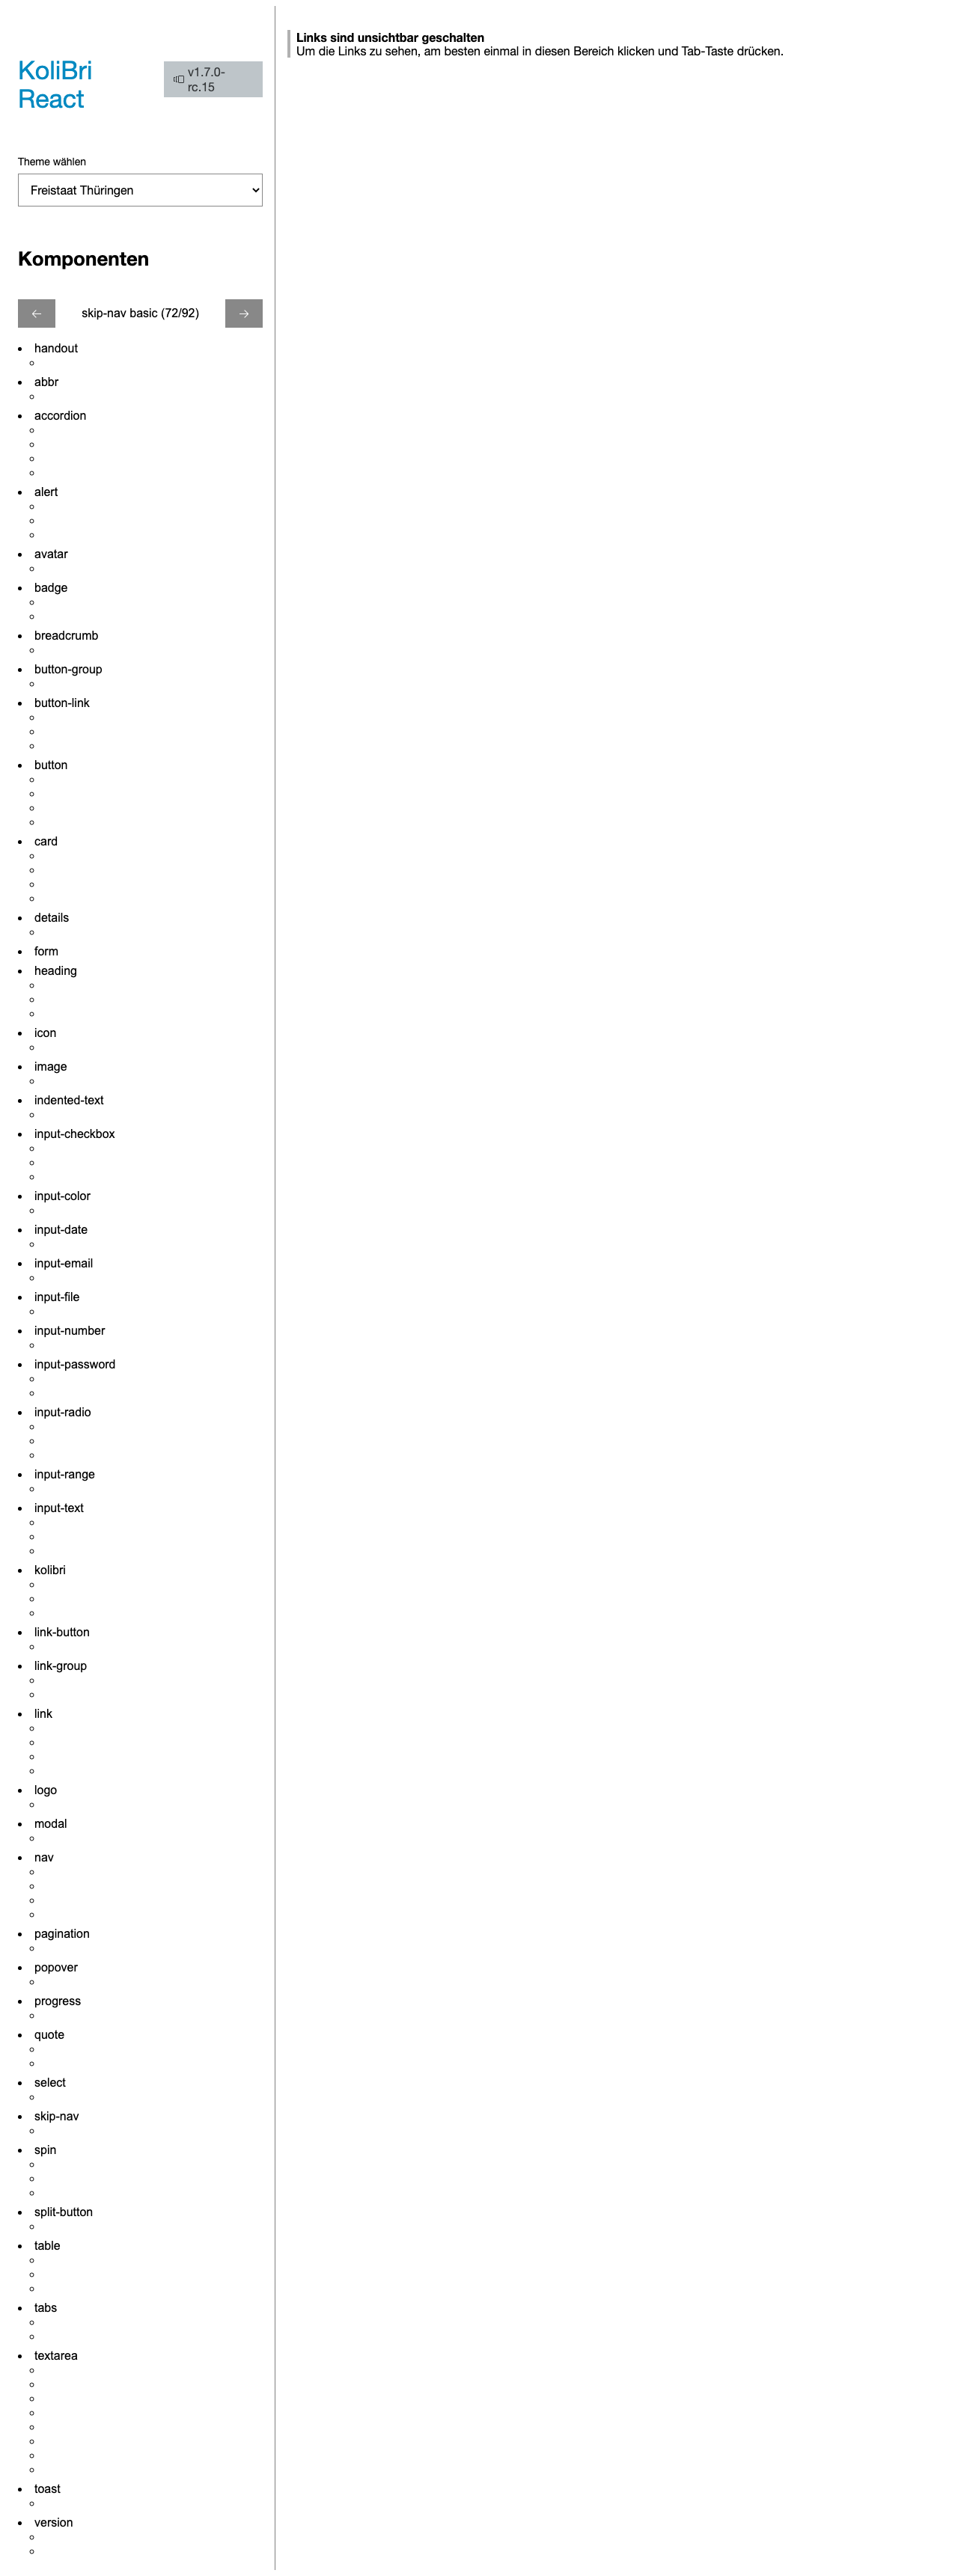 KoliBri
React
v1.7.0-
rc.15
Theme wählen
Freistaat Thüringen
Komponenten
skip-nav basic (72/92)
handout
abbr
accordion
alert
avatar
badge
breadcrumb
button-group
button-link
button
card
details
form
heading
icon
image
indented-text
input-checkbox
input-color
input-date
input-email
input-file
input-number
input-password
input-radio
input-range
input-text
kolibri
link-button
link-group
link
logo
modal
nav
pagination
popover
progress
quote
select
skip-nav
spin
split-button
table
tabs
textarea
toast
version
Links sind unsichtbar geschalten
Um die Links zu sehen, am besten einmal in diesen Bereich klicken und Tab-Taste drücken.